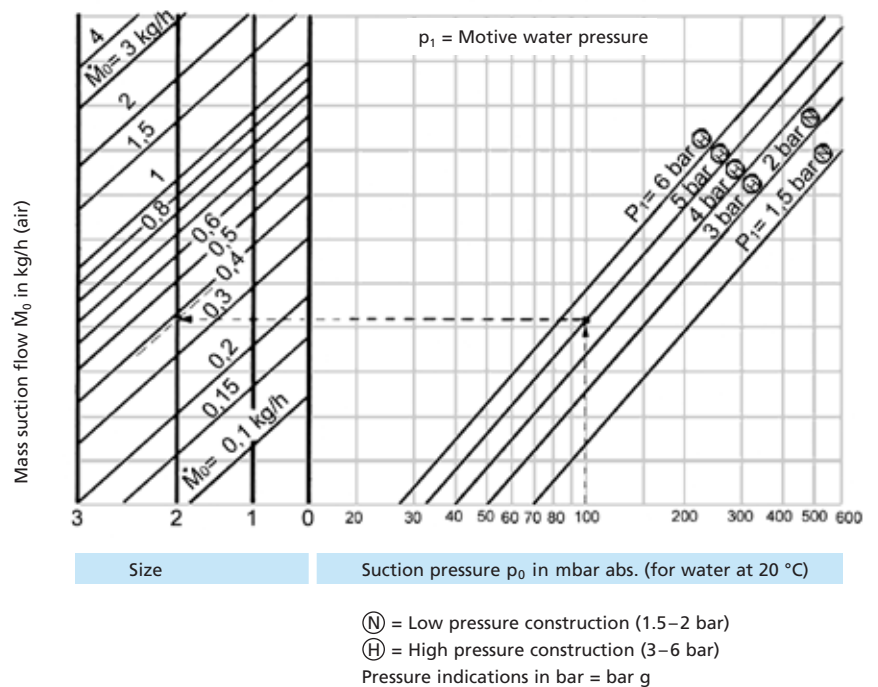 p₁ = Motive water pressure
4
Ṁ₀= 3 kg/h
2
1,5
1
0,8
0,6
0,5
0,4
0,3
0,2
0,15
Ṁ₀= 0,1 kg/h
P₁= 6 bar Ⓗ
5 bar Ⓗ
4 bar Ⓗ
3 bar Ⓗ 2 bar Ⓝ
P₁= 1,5 bar Ⓝ
Mass suction flow Ṁ₀ in kg/h (air)
3 2 1 0 20 30 40 50 60 70 80 100 200 300 400 500 600
Size
Suction pressure p₀ in mbar abs. (for water at 20 °C)
Ⓝ = Low pressure construction (1.5–2 bar)
Ⓗ = High pressure construction (3–6 bar)
Pressure indications in bar = bar g